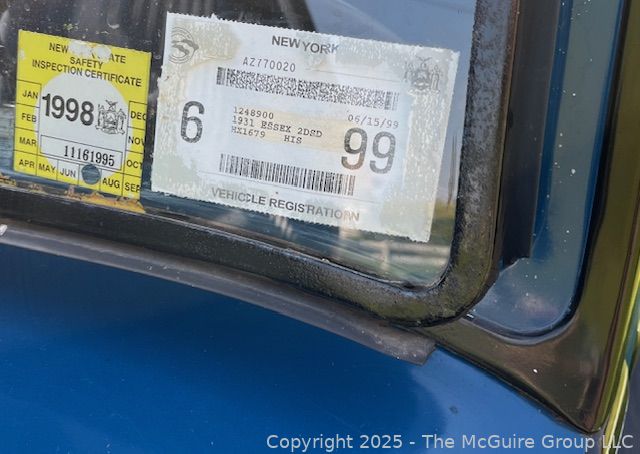 NEW STATE
SAFETY
INSPECTION CERTIFICATE
JAN
FEB
MAR
APR MAY JUN AUG SEP
OCT
DEC
1998
11161995
NEW YORK
AZ770020
1248900 06/15/99
1931 ESSEX 2DSD
HX1679 HIS
6
99
VEHICLE REGISTRATION
Copyright 2025 - The McGuire Group LLC